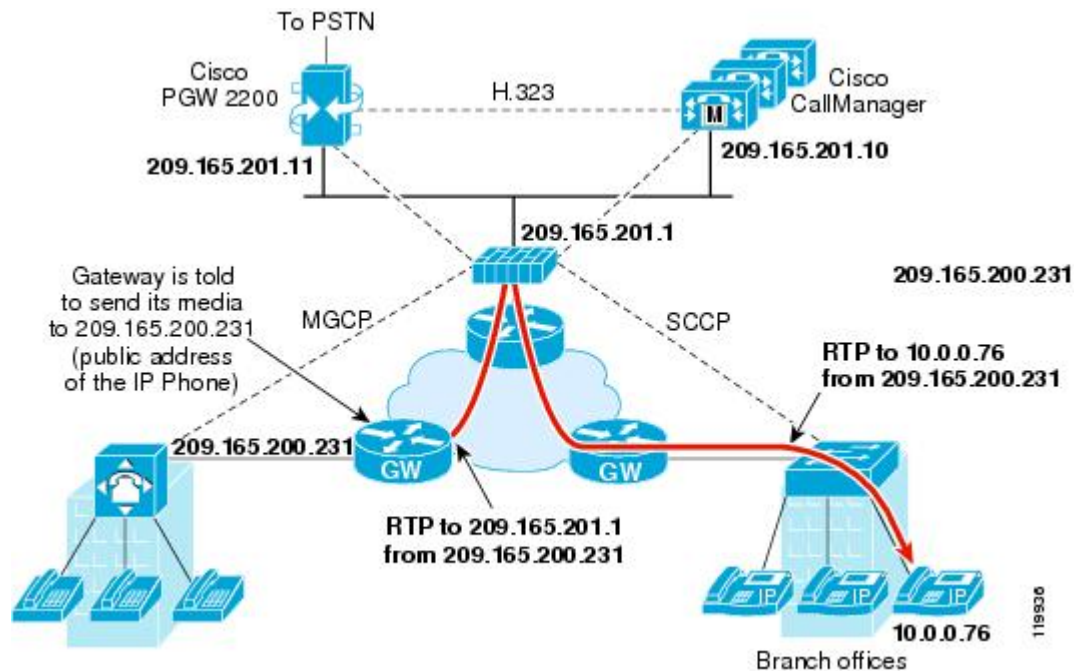 To PSTN
Cisco
PGW 2200
H.323
M
Cisco
CallManager
209.165.201.11
209.165.201.10
209.165.201.1
Gateway is told
to send its media
to 209.165.200.231
(public address
of the IP Phone)
MGCP
SCCP
209.165.200.231
RTP to 10.0.0.76
from 209.165.200.231
209.165.200.231
GW
GW
RTP to 209.165.201.1
from 209.165.200.231
IP
IP
IP
10.0.0.76
Branch offices
119936